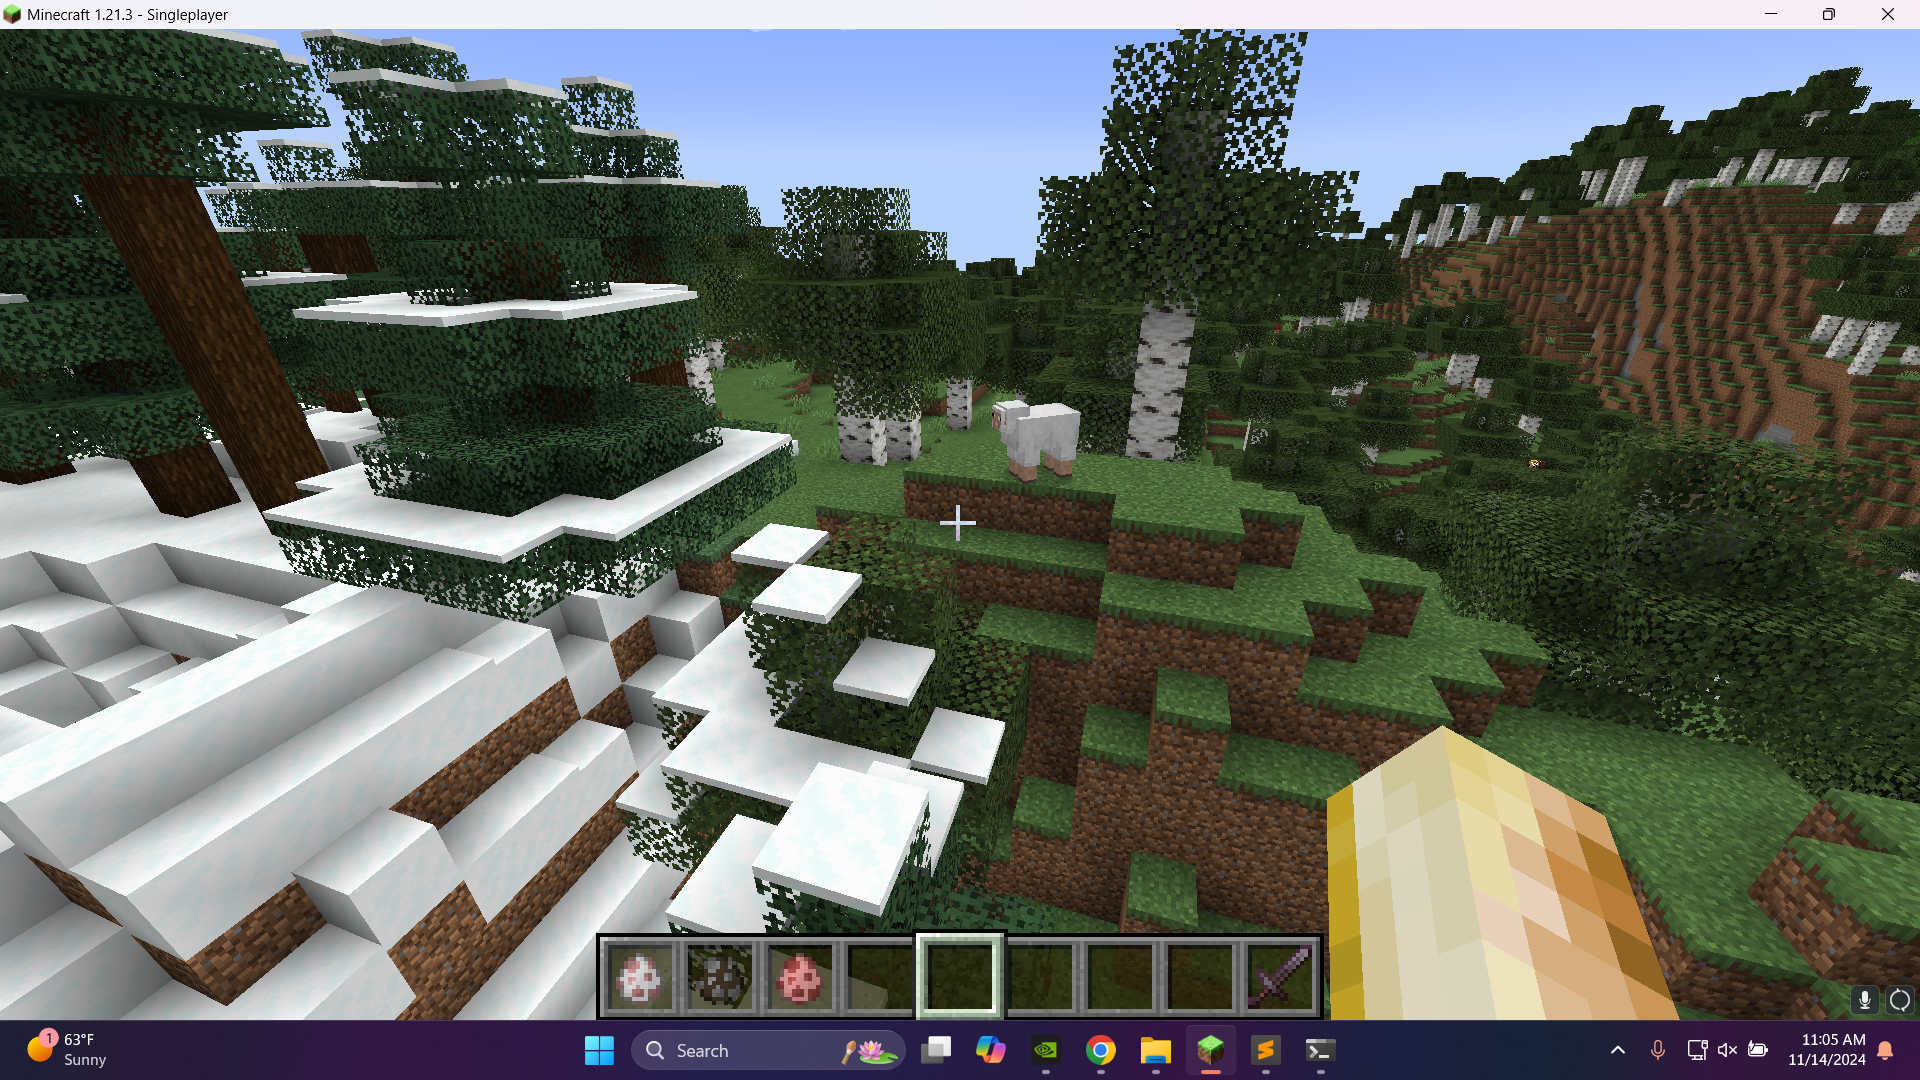 Minecraft 1.21.3 - Singleplayer
1
63°F
Sunny
Search
11:05 AM
11/14/2024